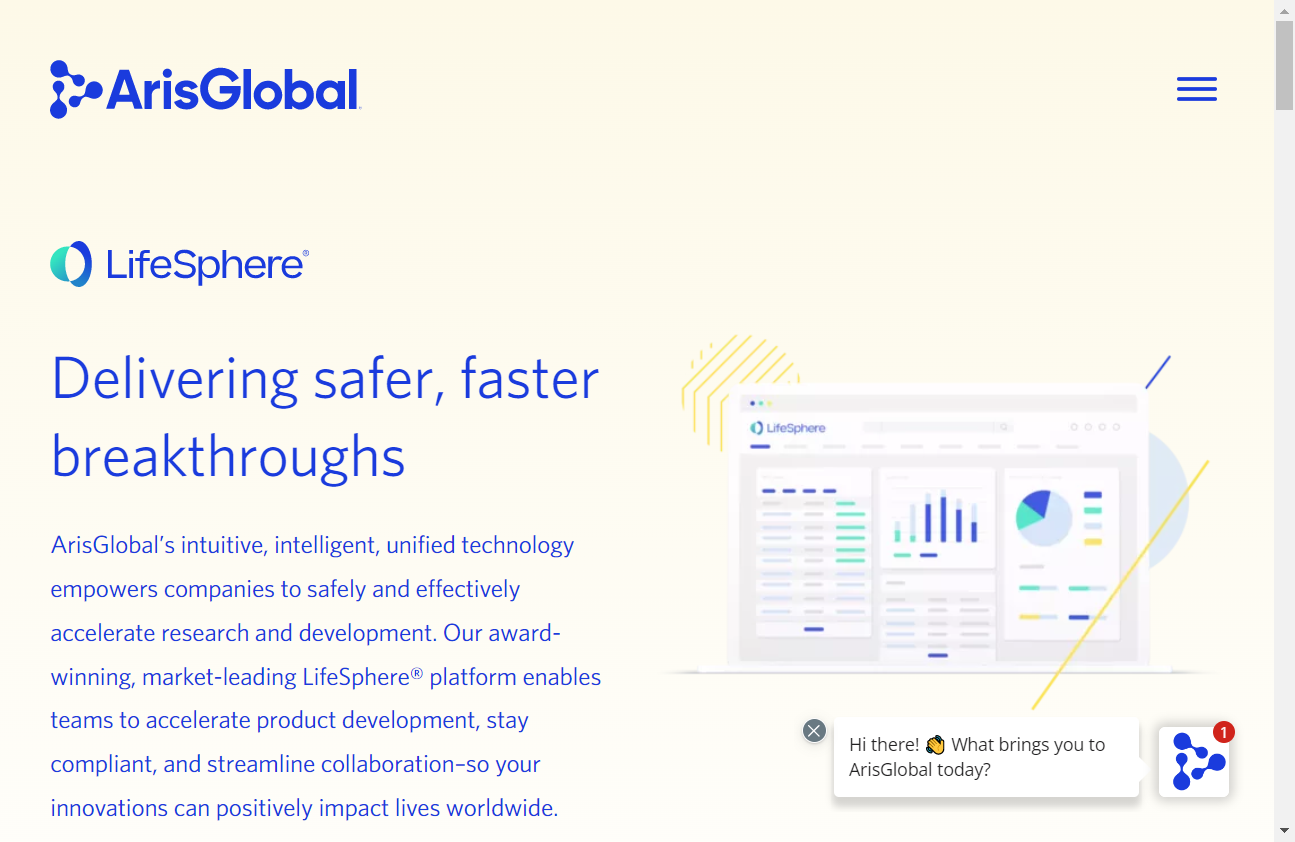 ArisGlobal
LifeSphere®
Delivering safer, faster
breakthroughs
ArisGlobal’s intuitive, intelligent, unified technology
empowers companies to safely and effectively
accelerate research and development. Our award-
winning, market-leading LifeSphere® platform enables
teams to accelerate product development, stay
compliant, and streamline collaboration–so your
innovations can positively impact lives worldwide.
LifeSphere
Hi there! 👋 What brings you to
ArisGlobal today?
1